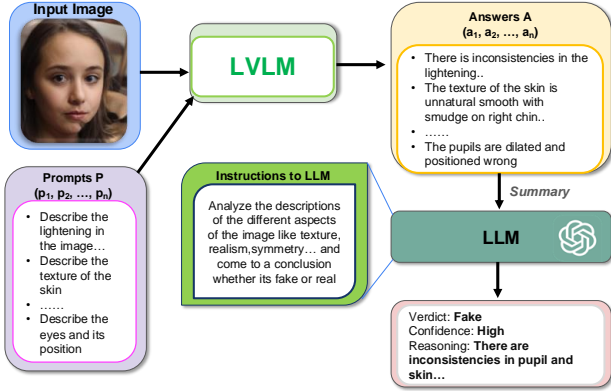 Input Image
LVLM
Answers A
(a1, a2, …, an)
• There is inconsistencies in the
lightening..
• The texture of the skin is
unnatural smooth with
smudge on right chin..
• ……
• The pupils are dilated and
positioned wrong
Prompts P
(p1, p2, …, pn)
• Describe the
lightening in
the image…
• Describe the
texture of the
skin
• ……
• Describe the
eyes and its
position
Instructions to LLM
Analyze the descriptions
of the different aspects
of the image like texture,
realism,symmetry… and
come to a conclusion
whether its fake or real
Summary
LLM
Verdict: Fake
Confidence: High
Reasoning: There are
inconsistencies in pupil and
skin…